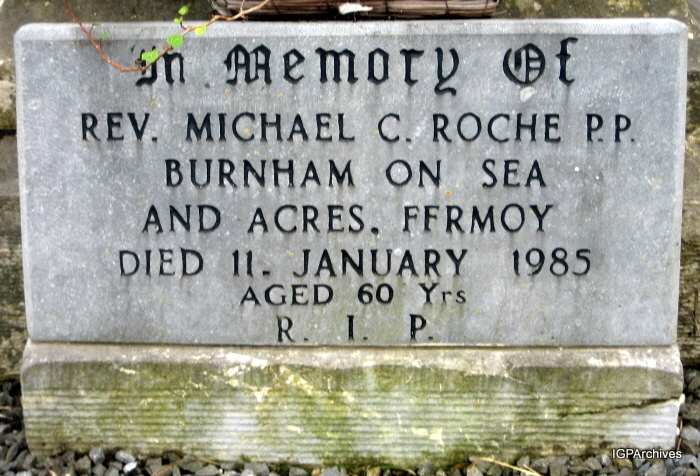 In Memory Of
REV. MICHAEL C. ROCHE P.P.
BURNHAM ON SEA
AND ACRES, FFRMOY
DIED 11. JANUARY 1985
AGED 60 Yrs
R. I. P.
IGPArchives